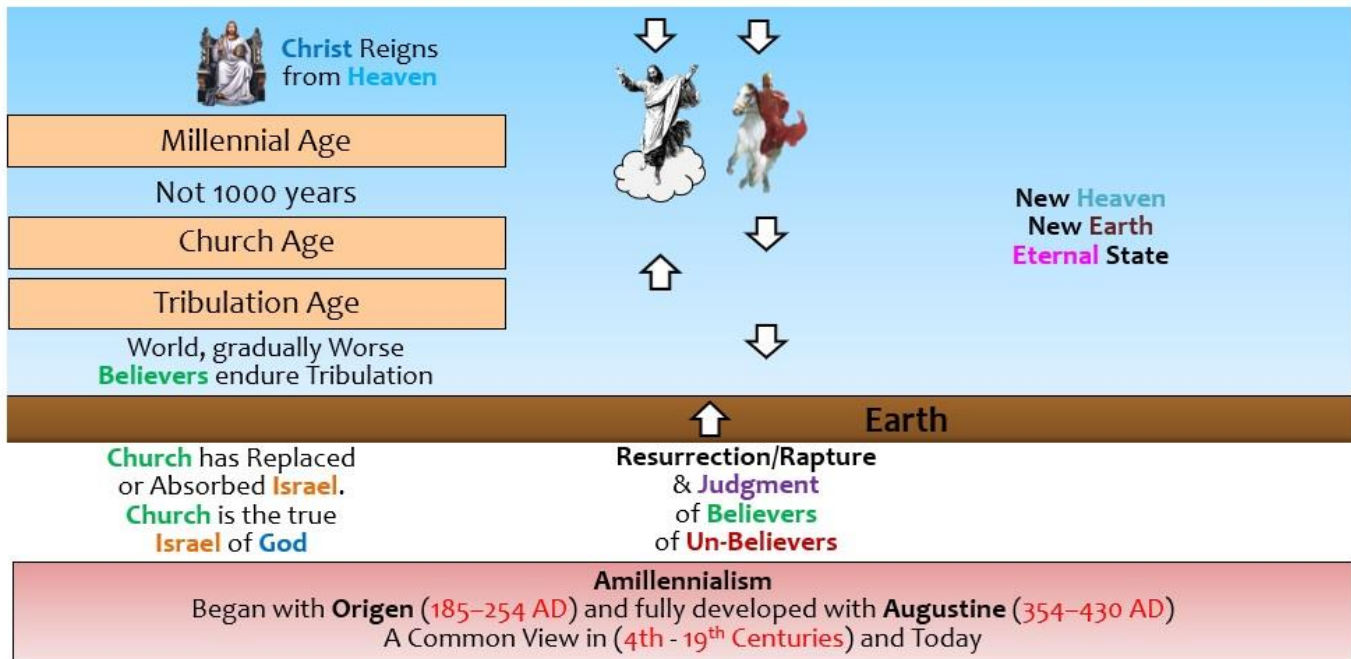 Christ Reigns
from Heaven
Millennial Age
Not 1000 years
Church Age
Tribulation Age
World, gradually Worse
Believers endure Tribulation
New Heaven
New Earth
Eternal State
Earth
Church has Replaced
or Absorbed Israel.
Church is the true
Israel of God
Resurrection/Rapture
& Judgment
of Believers
of Un-Believers
Amillennialism
Began with Origen (185–254 AD) and fully developed with Augustine (354–430 AD)
A Common View in (4th - 19th Centuries) and Today